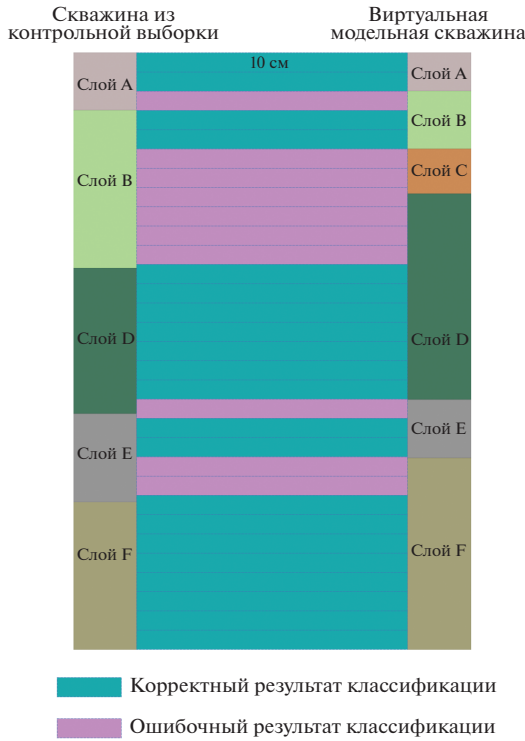 Скважина из
контрольной выборки
Виртуальная
модельная скважина
10 см
Слой A
Слой A
Слой B
Слой B
Слой C
Слой D
Слой D
Слой E
Слой E
Слой F
Слой F
Корректный результат классификации
Ошибочный результат классификации